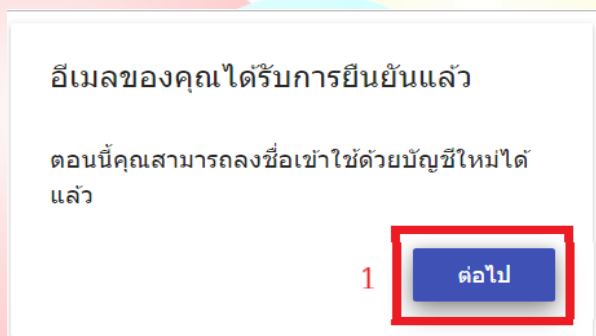 อีเมลของคุณได้รับการยืนยันแล้ว
ตอนนี้คุณสามารถลงชื่อเข้าใช้ด้วยบัญชีใหม่ได้
แล้ว
1
ต่อไป